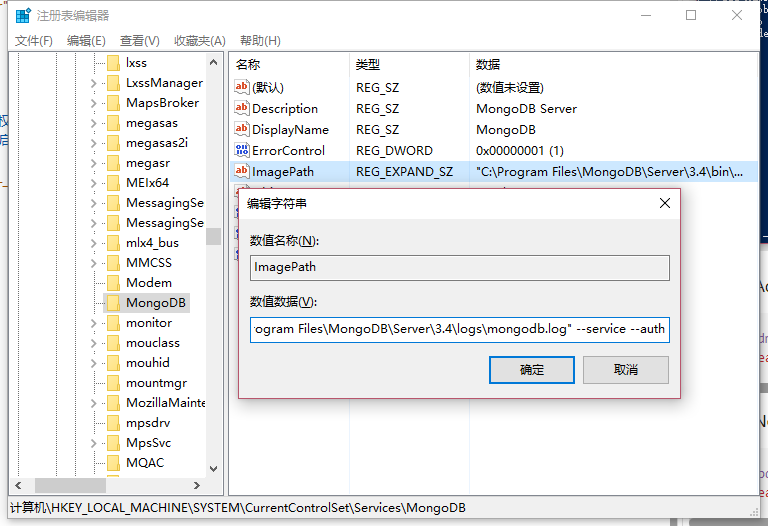 注册表编辑器
文件(F) 编辑(E) 查看(V) 收藏夹(A) 帮助(H)
lxss
LxssManager
MapsBroker
megasas
megasas2i
megasr
MEIx64
MessagingSe
MessagingSe
mlx4_bus
MMCSS
Modem
MongoDB
monitor
mouclass
mouhid
mountmgr
MozillaMainte
mpsdrv
MpsSvc
MQAC
名称 类型 数据
(默认) REG_SZ (数值未设置)
Description REG_SZ MongoDB Server
DisplayName REG_SZ MongoDB
ErrorControl REG_DWORD 0x00000001 (1)
ImagePath REG_EXPAND_SZ "C:\Program Files\MongoDB\Server\3.4\bin\...
编辑字符串
数值名称(N):
ImagePath
数值数据(V):
ogram Files\MongoDB\Server\3.4\logs\mongodb.log" --service --auth
确定 取消
计算机\HKEY_LOCAL_MACHINE\SYSTEM\CurrentControlSet\Services\MongoDB